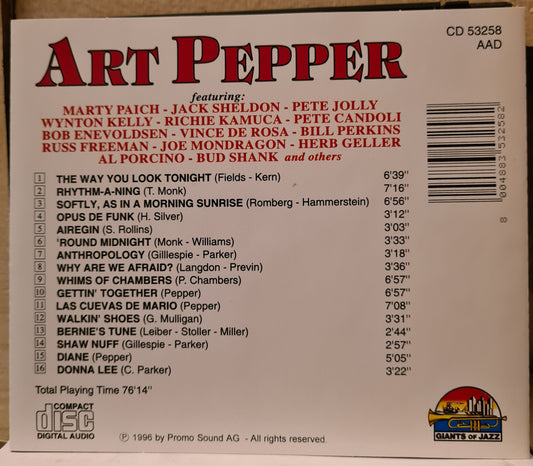 ART PEPPER
CD 53258
AAD
featuring:
MARTY PAICH - JACK SHELDON - PETE JOLLY
WYNTON KELLY - RICHIE KAMUCA - PETE CANDOLI
BOB ENEVOLDSEN - VINCE DE ROSA - BILL PERKINS
RUSS FREEMAN - JOE MONDRAGON - HERB GELLER
AL PORCINO - BUD SHANK and others
8 004883 532582
1 THE WAY YOU LOOK TONIGHT (Fields - Kern) 6'39"
2 RHYTHM-A-NING (T. Monk) 7'16"
3 SOFTLY, AS IN A MORNING SUNRISE (Romberg - Hammerstein) 6'56"
4 OPUS DE FUNK (H. Silver) 3'12"
5 AIREGIN (S. Rollins) 3'03"
6 'ROUND MIDNIGHT (Monk - Williams) 3'33"
7 ANTHROPOLOGY (Gillespie - Parker) 3'18"
8 WHY ARE WE AFRAID? (Langdon - Previn) 3'36"
9 WHIMS OF CHAMBERS (P. Chambers) 6'57"
10 GETTIN' TOGETHER (Pepper) 6'57"
11 LAS CUEVAS DE MARIO (Pepper) 7'08"
12 WALKIN' SHOES (G. Mulligan) 3'31"
13 BERNIE'S TUNE (Leiber - Stoller - Miller) 2'44"
14 SHAW NUFF (Gillespie - Parker) 2'57"
15 DIANE (Pepper) 5'05"
16 DONNA LEE (C. Parker) 3'22"
Total Playing Time 76'14"
COMPACT
disc
DIGITAL AUDIO
℗ 1996 by Promo Sound AG - All rights reserved.
GIANTS OF JAZZ